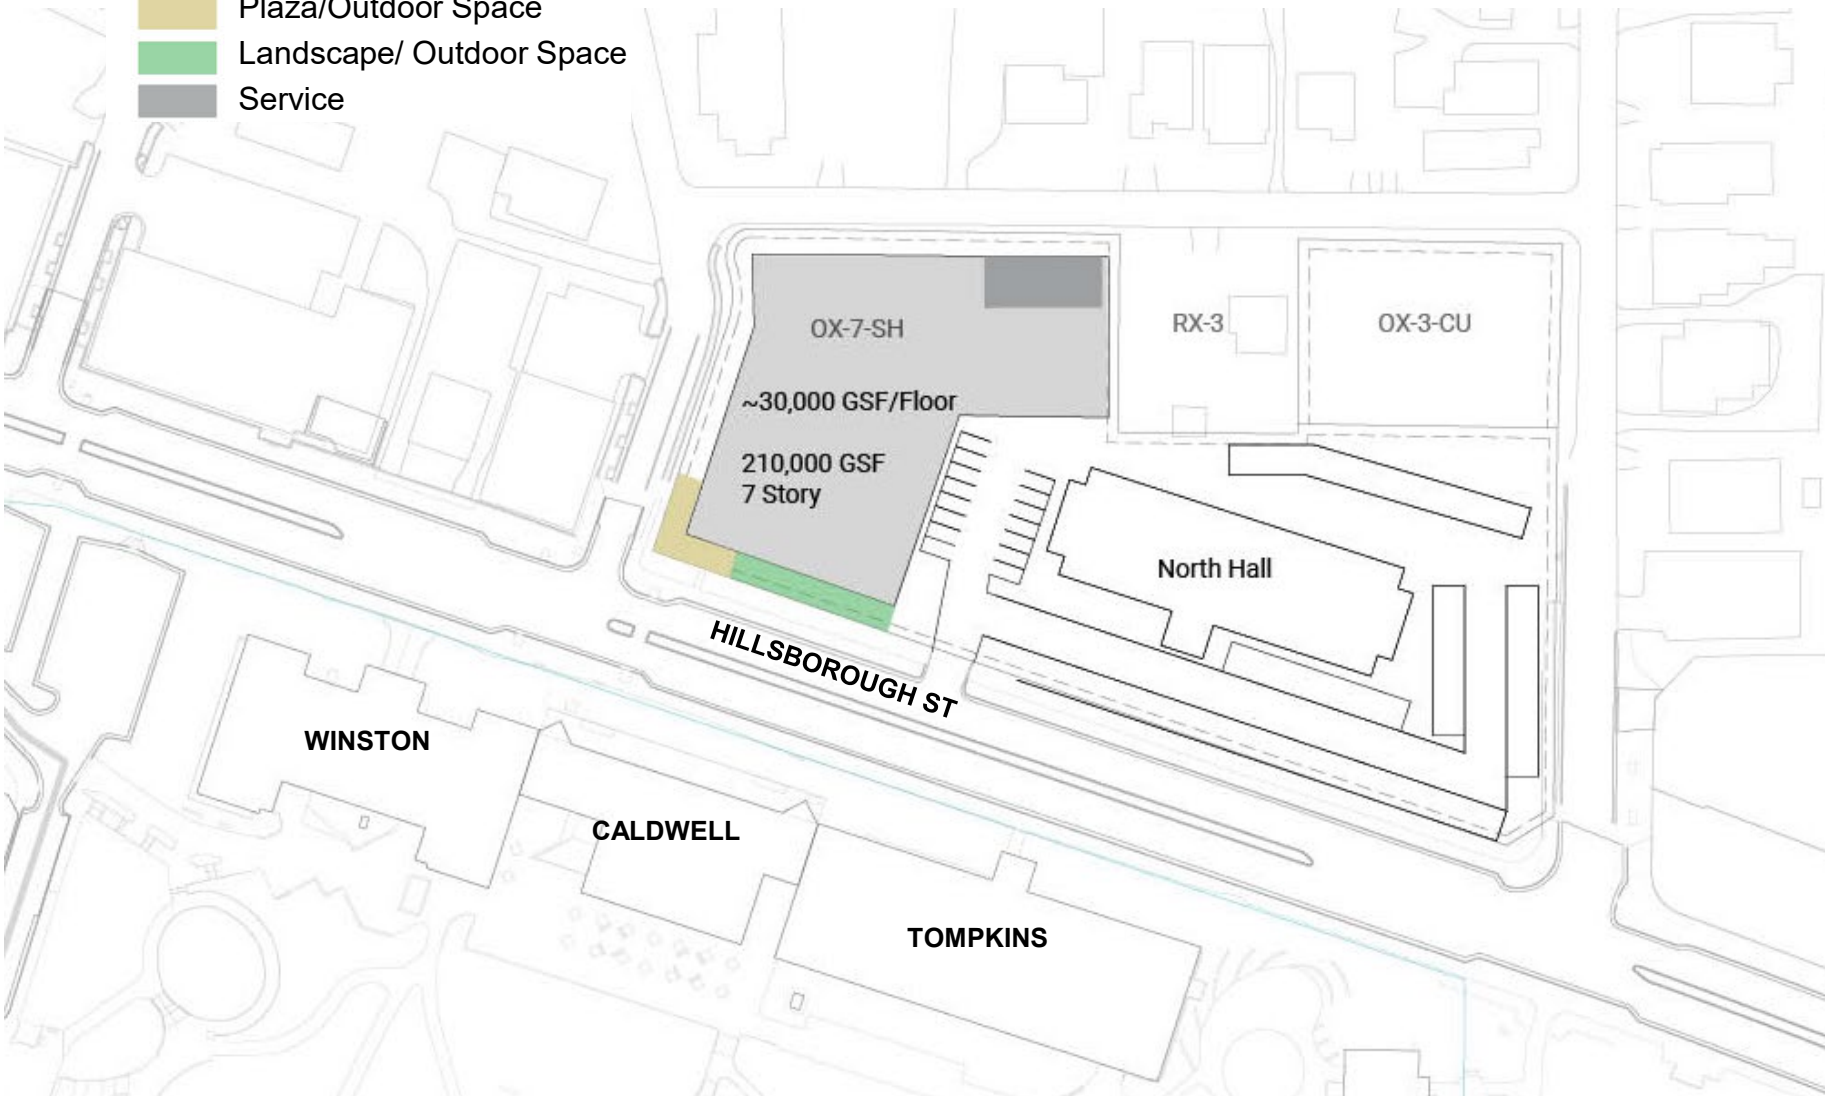 Plaza/Outdoor Space
Landscape/ Outdoor Space
Service
OX-7-SH
RX-3
OX-3-CU
~30,000 GSF/Floor
210,000 GSF
7 Story
North Hall
HILLSBOROUGH ST
WINSTON
CALDWELL
TOMPKINS